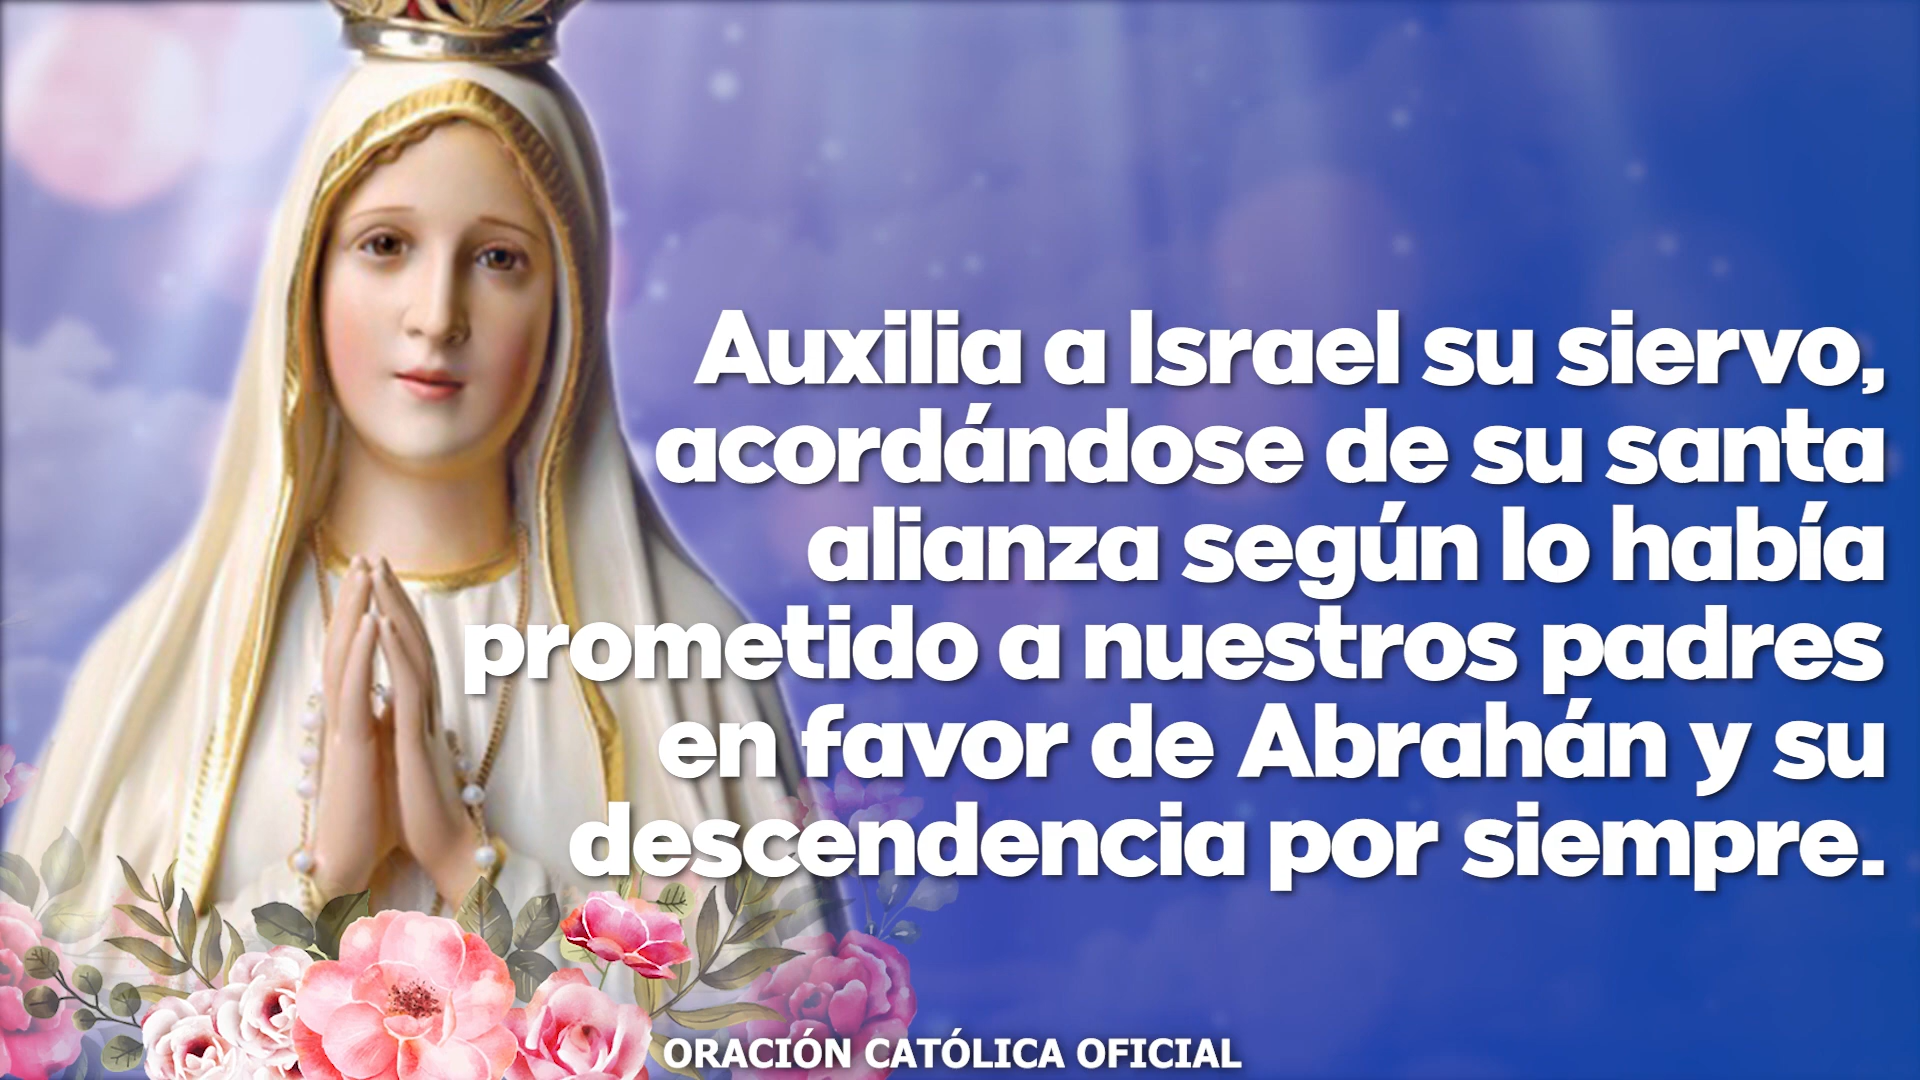 Auxilia a Israel su siervo,
acordándose de su santa
alianza según lo había
prometido a nuestros padres
en favor de Abrahán y su
descendencia por siempre.
ORACIÓN CATÓLICA OFICIAL